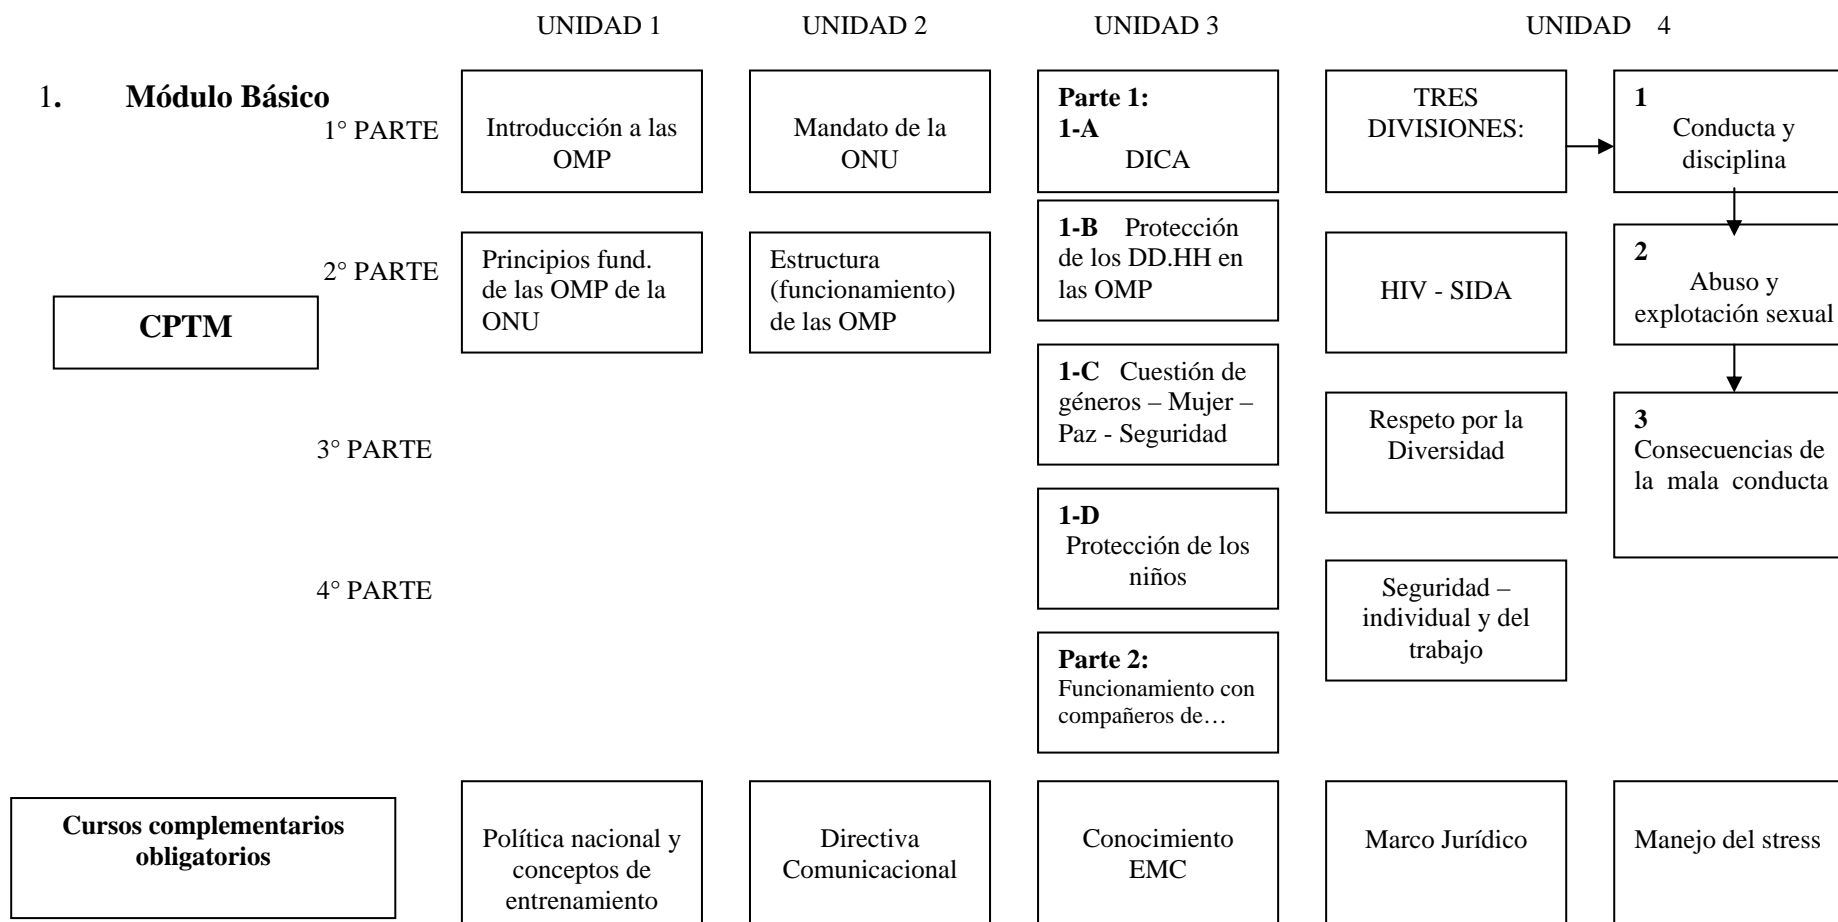 UNIDAD 1
UNIDAD 2
UNIDAD 3
UNIDAD 4
1. Módulo Básico
1° PARTE
Introducción a las
OMP
Mandato de la
ONU
Parte 1:
1-A
DICA
TRES
DIVISIONES:
1
Conducta y
disciplina
2° PARTE
CPTM
Principios fund.
de las OMP de la
ONU
Estructura
(funcionamiento)
de las OMP
1-B Protección
de los DD.HH en
las OMP
HIV - SIDA
2
Abuso y
explotación sexual
3° PARTE
1-C Cuestión de
géneros – Mujer –
Paz - Seguridad
Respeto por la
Diversidad
3
Consecuencias de
la mala conducta
4° PARTE
1-D
Protección de los
niños
Seguridad –
individual y del
trabajo
Parte 2:
Funcionamiento con
compañeros de…
Cursos complementarios
obligatorios
Política nacional y
conceptos de
entrenamiento
Directiva
Comunicacional
Conocimiento
EMC
Marco Jurídico
Manejo del stress